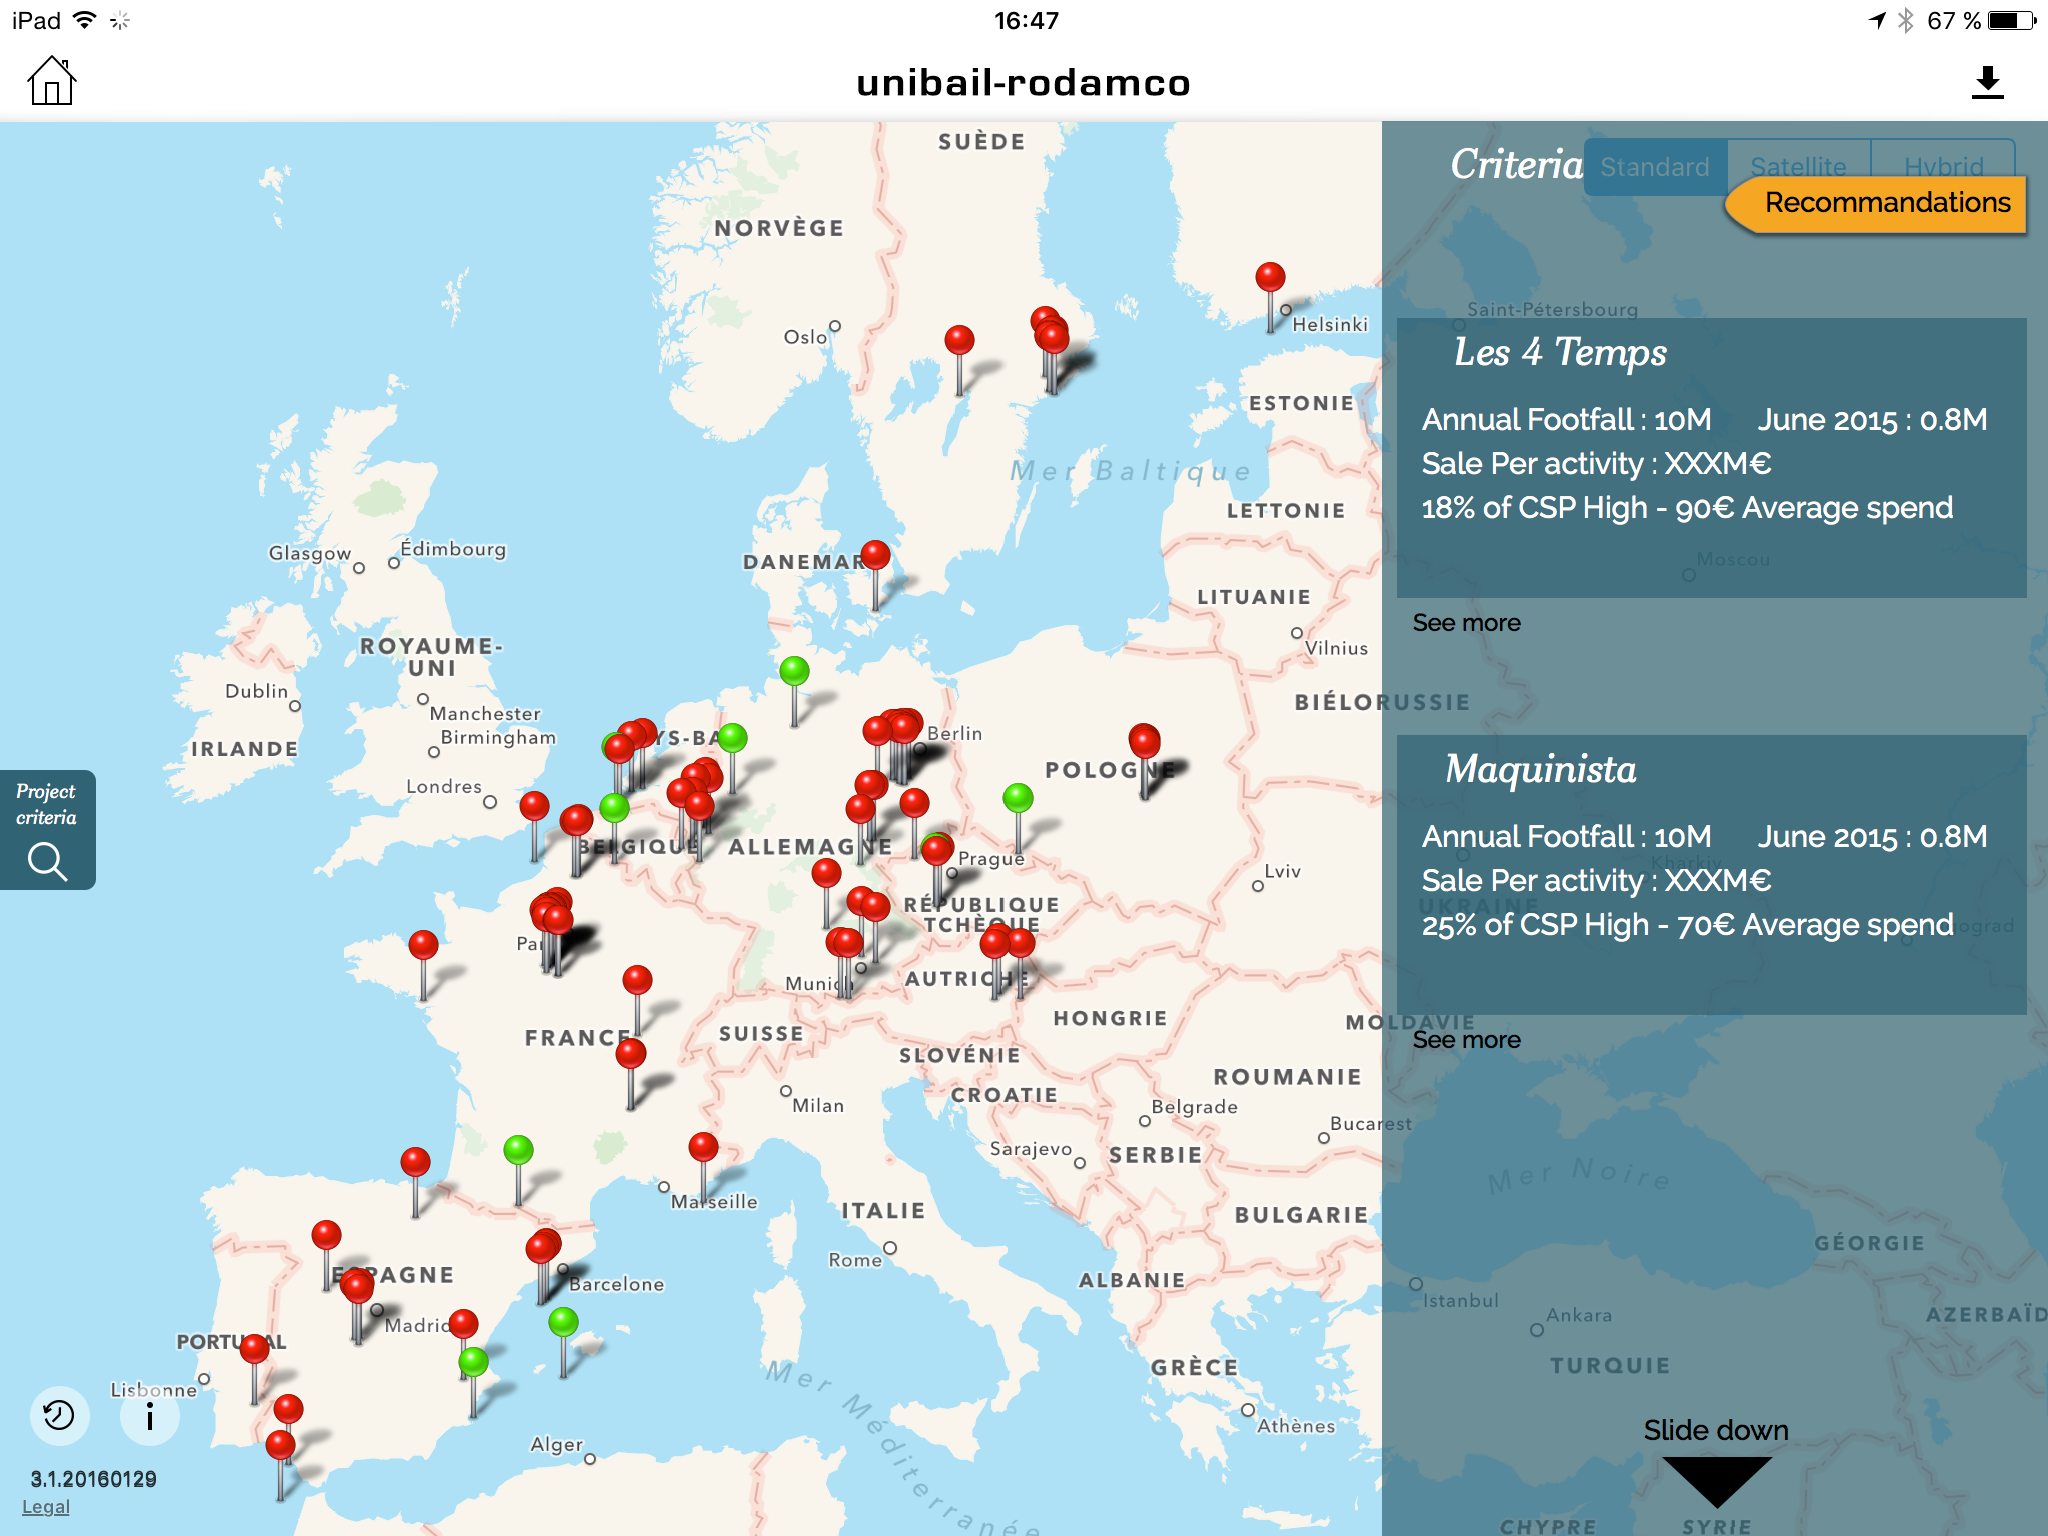 iPad
16:47
67 %
unibail-rodamco
SUÈDE
NORVÈGE
Oslo
Helsinki
ESTONIE
Mer Baltique
LETTONIE
Glasgow
Édimbourg
DANEMAR
LITUANIE
Vilnius
ROYAUME-
UNI
Dublin
Manchester
Birmingham
IRLANDE
BIÉLORUSSIE
YS-BA
Berlin
POLOGNE
Londres
Project
criteria
BELGIQUE
ALLEMAGNE
Prague
Lviv
RÉPUBLIQUE
TCHÈQUE
Munich
AUTRICHE
FRANCE
SUISSE
HONGRIE
MOLDAVIE
SLOVÉNIE
ROUMANIE
CROATIE
Milan
Belgrade
Bucarest
Sarajevo
SERBIE
Marseille
ITALIE
BULGARIE
Rome
ESPAGNE
Barcelone
ALBANIE
Madrid
PORTUGAL
Lisbonne
GRÈCE
Athènes
Mer Méditerranée
Alger
3.1.20160129
Legal
Criteria
Standard
Satellite
Hybrid
Recommandations
Saint-Pétersbourg
Les 4 Temps
Annual Footfall : 10M June 2015 : 0.8M
Sale Per activity : XXXM€
18% of CSP High - 90€ Average spend
Moscou
See more
Maquinista
Annual Footfall : 10M June 2015 : 0.8M
Kharkiv
Sale Per activity : XXXM€
UKRAINE
25% of CSP High - 70€ Average spend
See more
Mer Noire
GÉORGIE
Istanbul
Ankara
AZERBAÏD
TURQUIE
Slide down
CHYPRE
SYRIE